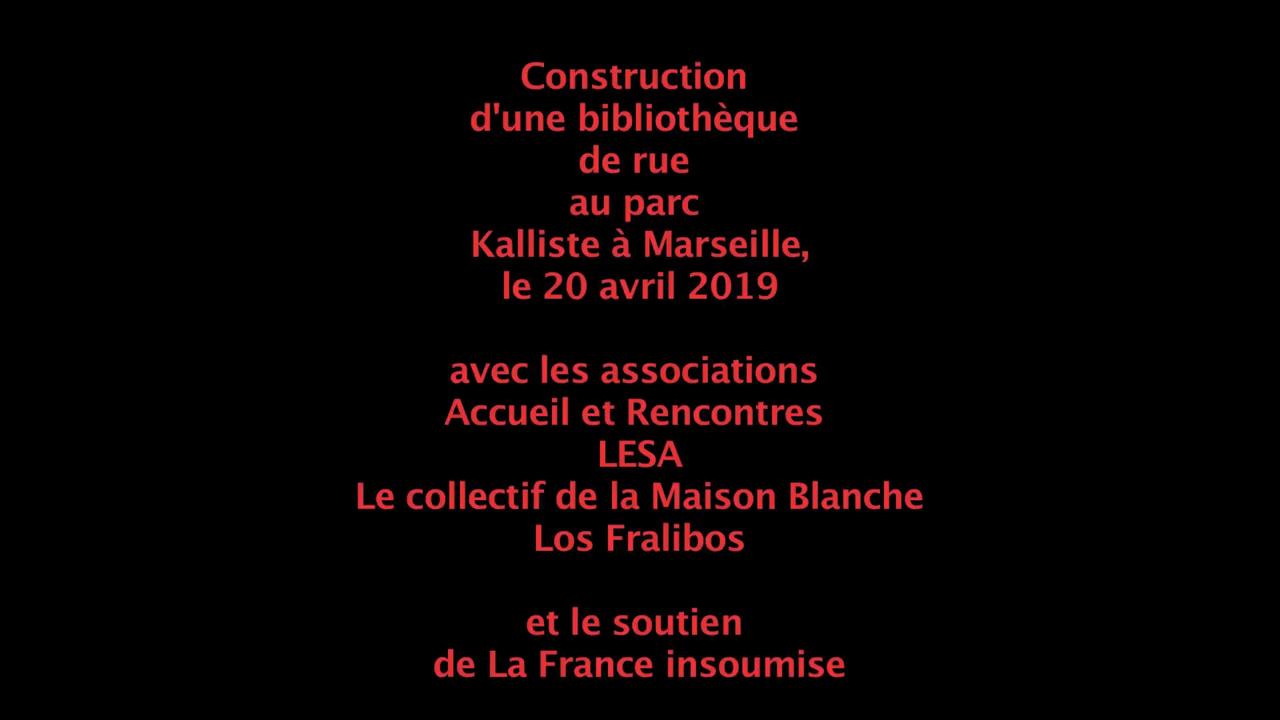 Construction
d'une bibliothèque
de rue
au parc
Kalliste à Marseille,
le 20 avril 2019
avec les associations
Accueil et Rencontres
LESA
Le collectif de la Maison Blanche
Los Fralibos
et le soutien
de La France insoumise